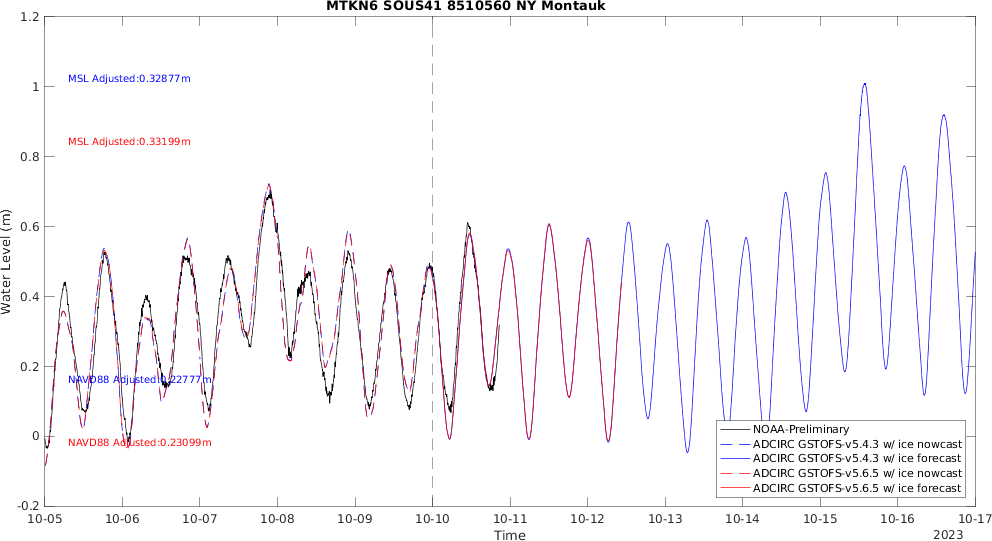 MTKN6 SOUS41 8510560 NY Montauk
1.2
1
0.8
0.6
0.4
0.2
0
-0.2
Water Level (m)
MSL Adjusted:0.32877m
MSL Adjusted:0.33199m
NAVD88 Adjusted:0.22777m
NAVD88 Adjusted:0.23099m
NOAA-Preliminary
ADCIRC GSTOFS-v5.4.3 w/ ice nowcast
ADCIRC GSTOFS-v5.4.3 w/ ice forecast
ADCIRC GSTOFS-v5.6.5 w/ ice nowcast
ADCIRC GSTOFS-v5.6.5 w/ ice forecast
10-05 10-06 10-07 10-08 10-09 10-10 10-11 10-12 10-13 10-14 10-15 10-16 10-17
Time
2023